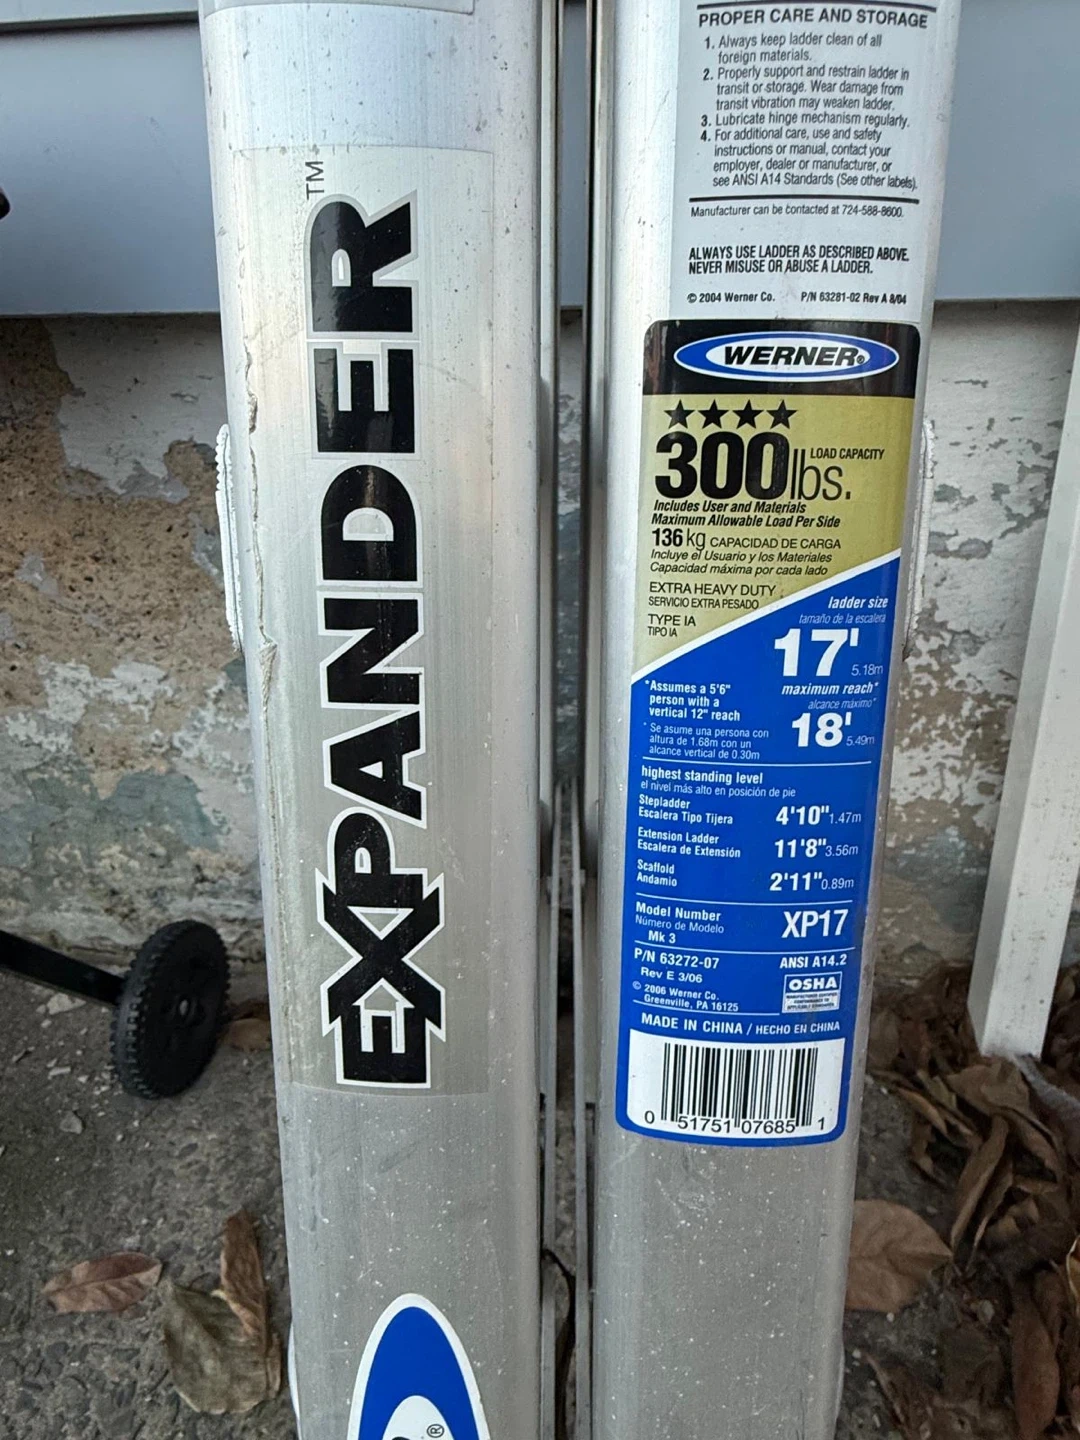 EXPANDER™
®
PROPER CARE AND STORAGE
1. Always keep ladder clean of all
foreign materials.
2. Properly support and restrain ladder in
transit or storage. Wear damage from
transit vibration may weaken ladder.
3. Lubricate hinge mechanism regularly.
4. For additional care, use and safety
instructions or manual, contact your
employer, dealer or manufacturer, or
see ANSI A14 Standards (See other labels).
Manufacturer can be contacted at 724-588-8600.
ALWAYS USE LADDER AS DESCRIBED ABOVE.
NEVER MISUSE OR ABUSE A LADDER.
© 2004 Werner Co. P/N 63281-02 Rev A 8/04
WERNER®
300 lbs. LOAD CAPACITY
Includes User and Materials
Maximum Allowable Load Per Side
136 kg CAPACIDAD DE CARGA
Incluye el Usuario y los Materiales
Capacidad máxima por cada lado
EXTRA HEAVY DUTY
SERVICIO EXTRA PESADO
TYPE IA
TIPO IA
ladder size
tamaño de la escalera
17'
5.18m
maximum reach*
alcance máximo*
18' 5.49m
*Assumes a 5'6"
person with a
vertical 12" reach
* Se asume una persona con
altura de 1.68m con un
alcance vertical de 0.30m
highest standing level
el nivel más alto en posición de pie
Stepladder
Escalera Tipo Tijera
4'10" 1.47m
Extension Ladder
Escalera de Extensión
11'8" 3.56m
Scaffold
Andamio
2'11" 0.89m
Model Number
Número de Modelo
Mk 3
XP17
P/N 63272-07
Rev E 3/06
© 2006 Werner Co.
Greenville, PA 16125
ANSI A14.2
OSHA
MADE IN CHINA / HECHO EN CHINA
0 51751 07685 1